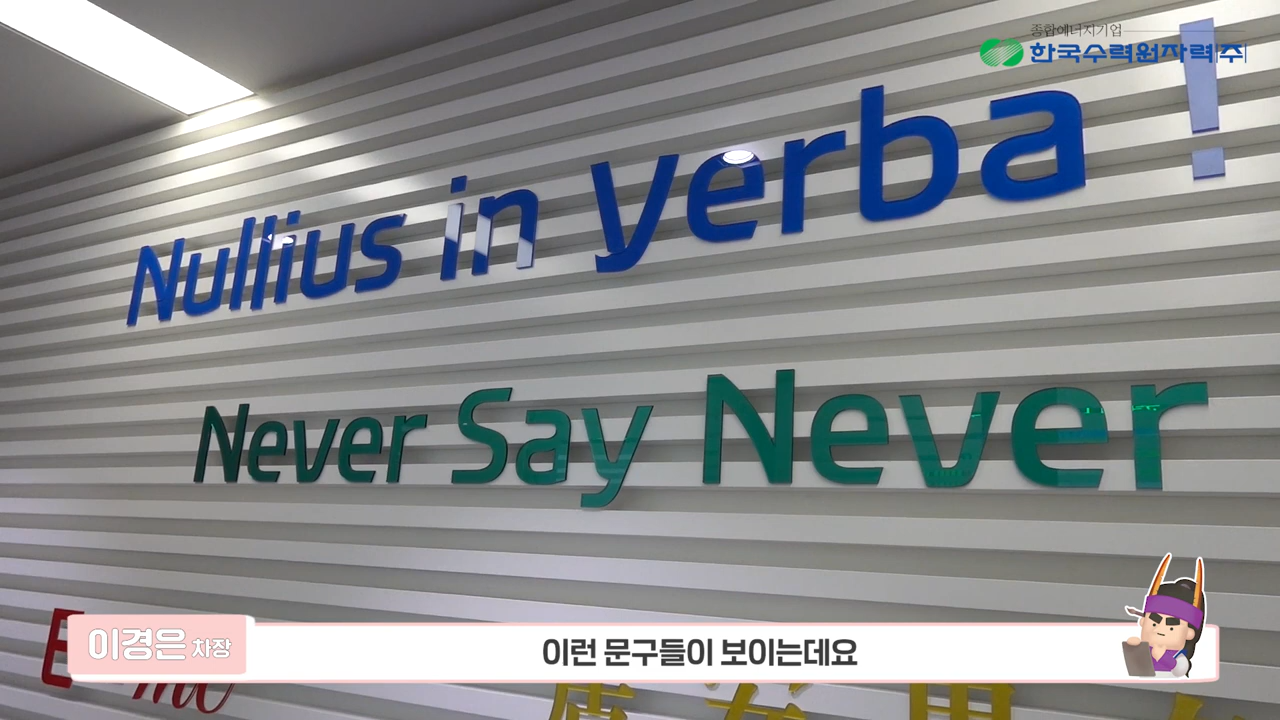 종합에너지기업
한국수력원자력(주)
Nullius in verba !
Never Say Never
이경은 차장
이런 문구들이 보이는데요